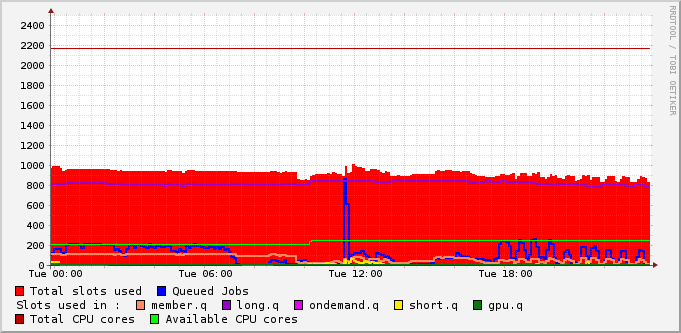 RRDTOOL / TOBI OETIKER
2400
2200
2000
1800
1600
1400
1200
1000
800
600
400
200
0
Tue 00:00 Tue 06:00 Tue 12:00 Tue 18:00
Total slots used Queued Jobs
Slots used in : member.q long.q ondemand.q short.q gpu.q
Total CPU cores Available CPU cores